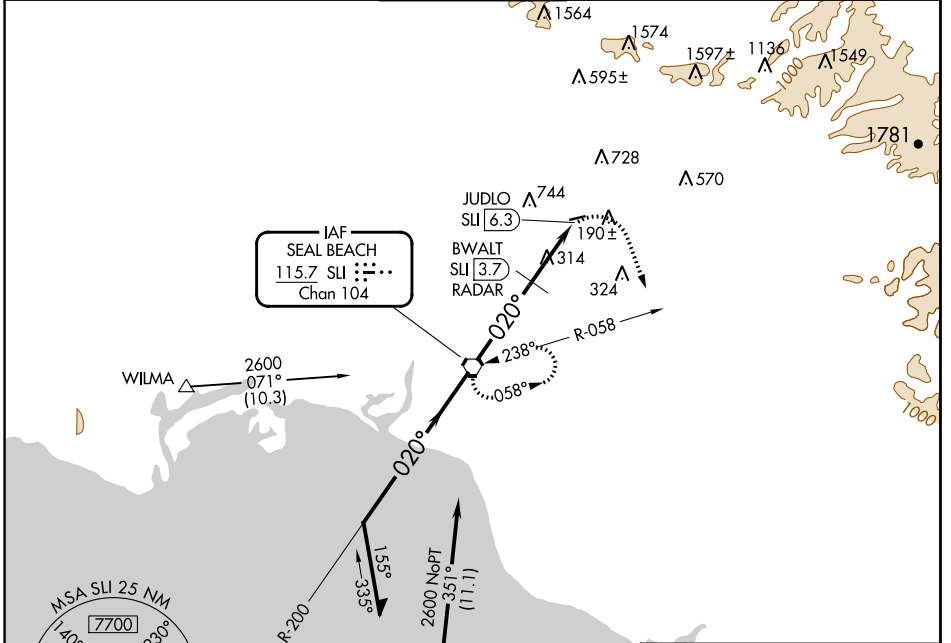 1564
1574
1597±
1136
1549
595±
1000
1781
728
570
744
JUDLO
SLI 6.3
190±
BWALT
SLI 3.7
RADAR
314
324
IAF
SEAL BEACH
115.7 SLI
Chan 104
020°
R-058
238°
058°
WILMA
2600
071°
(10.3)
1000
020°
155°
335°
2600 NoPT
351°
(11.1)
R-200
MSA SLI 25 NM
7700
140°
230°